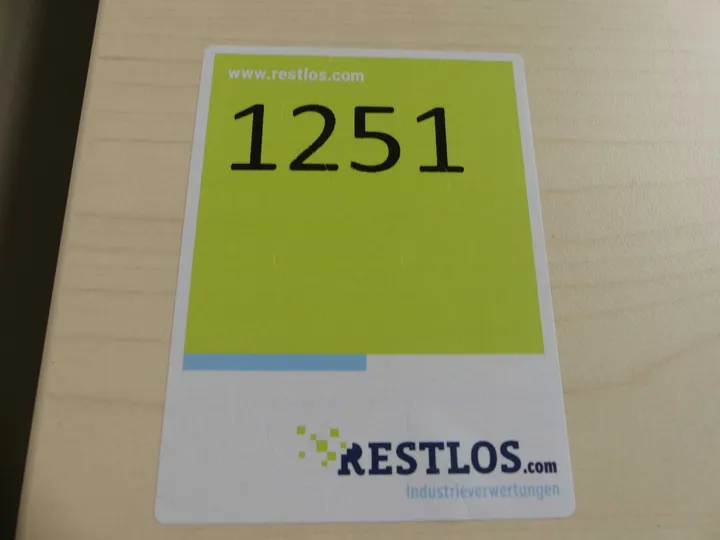 www.restlos.com
1251
RESTLOS.com
Industrieverwertungen